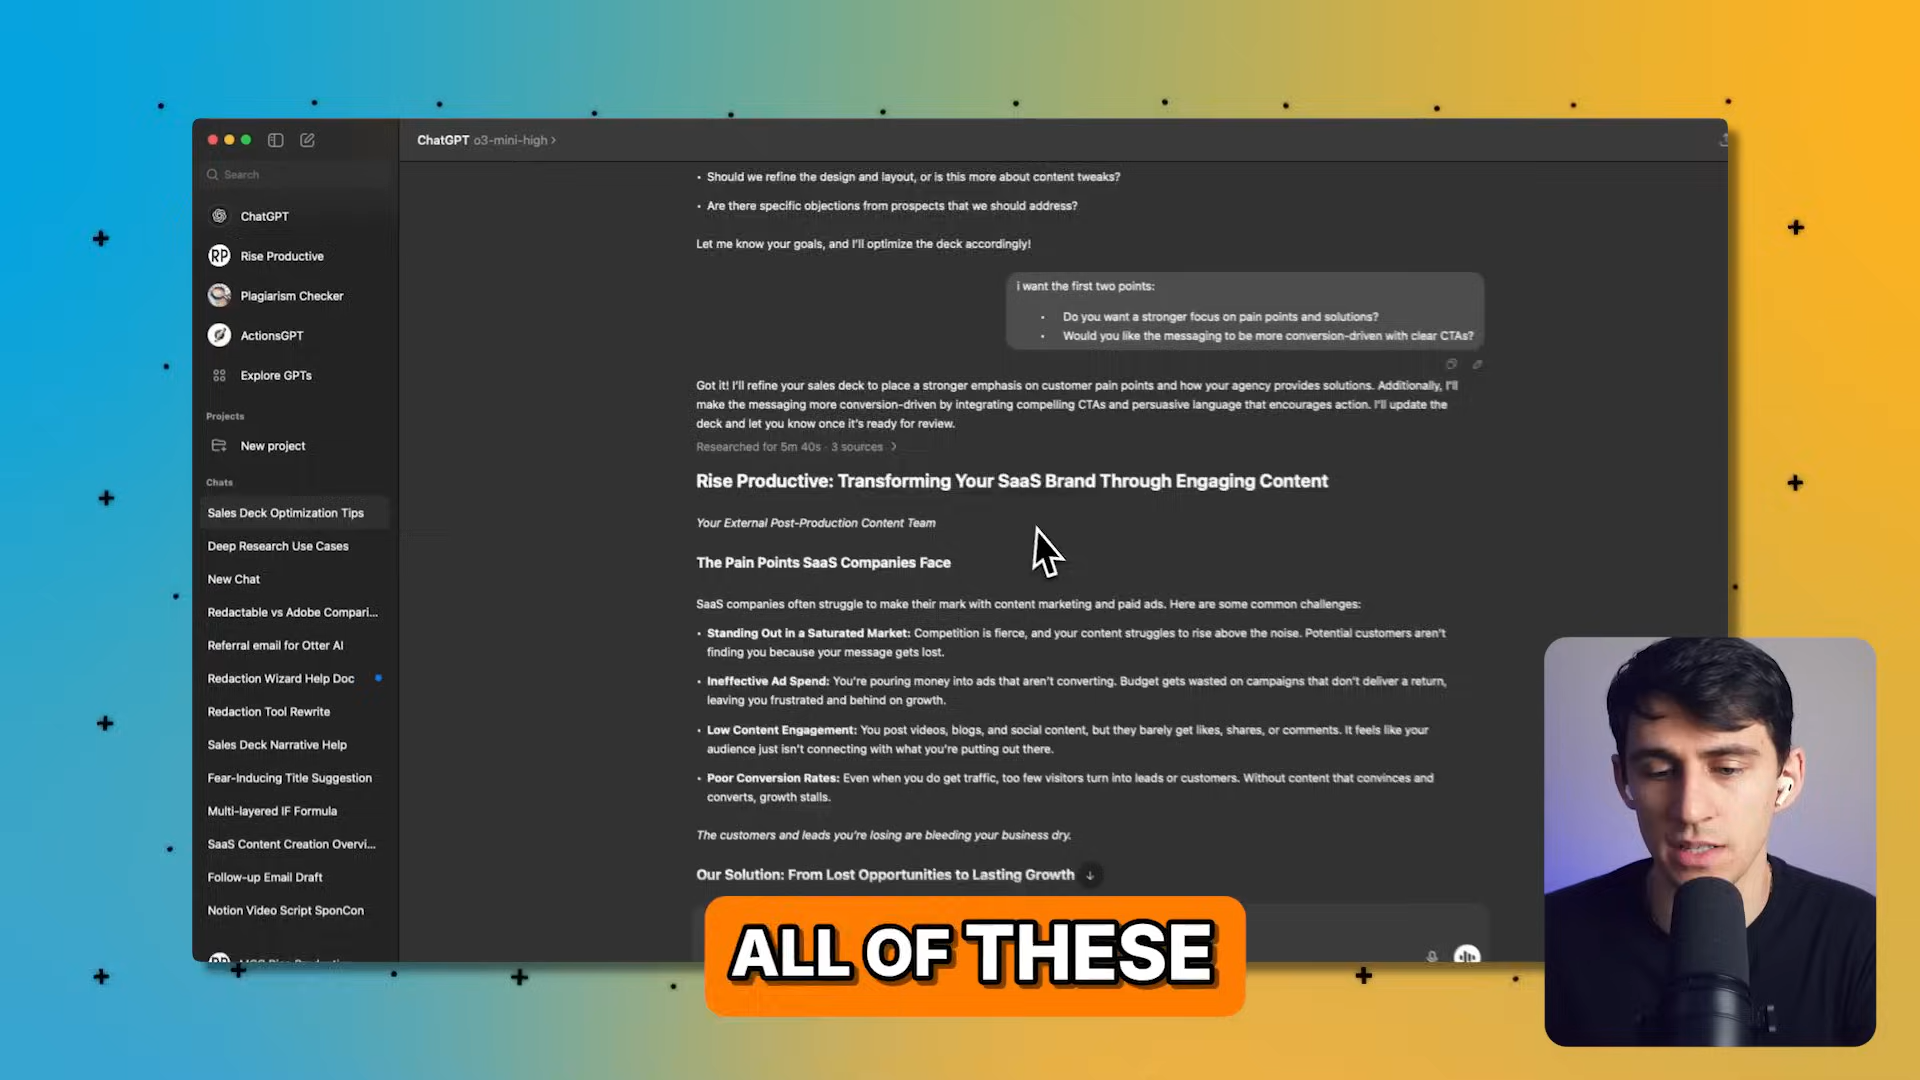 ChatGPT o3-mini-high >
Search
ChatGPT
RP Rise Productive
Plagiarism Checker
ActionsGPT
Explore GPTs
Projects
New project
Chats
Sales Deck Optimization Tips
Deep Research Use Cases
New Chat
Redactable vs Adobe Compari...
Referral email for Otter AI
Redaction Wizard Help Doc
Redaction Tool Rewrite
Sales Deck Narrative Help
Fear-Inducing Title Suggestion
Multi-layered IF Formula
SaaS Content Creation Overvi...
Follow-up Email Draft
Notion Video Script SponCon
• Should we refine the design and layout, or is this more about content tweaks?
• Are there specific objections from prospects that we should address?
Let me know your goals, and I'll optimize the deck accordingly!
i want the first two points:
• Do you want a stronger focus on pain points and solutions?
• Would you like the messaging to be more conversion-driven with clear CTAs?
Got it! I'll refine your sales deck to place a stronger emphasis on customer pain points and how your agency provides solutions. Additionally, I'll
make the messaging more conversion-driven by integrating compelling CTAs and persuasive language that encourages action. I'll update the
deck and let you know once it's ready for review.
Researched for 5m 40s · 3 sources >
Rise Productive: Transforming Your SaaS Brand Through Engaging Content
Your External Post-Production Content Team
The Pain Points SaaS Companies Face
SaaS companies often struggle to make their mark with content marketing and paid ads. Here are some common challenges:
• Standing Out in a Saturated Market: Competition is fierce, and your content struggles to rise above the noise. Potential customers aren't
finding you because your message gets lost.
• Ineffective Ad Spend: You're pouring money into ads that aren't converting. Budget gets wasted on campaigns that don't deliver a return,
leaving you frustrated and behind on growth.
• Low Content Engagement: You post videos, blogs, and social content, but they barely get likes, shares, or comments. It feels like your
audience just isn't connecting with what you're putting out there.
• Poor Conversion Rates: Even when you do get traffic, too few visitors turn into leads or customers. Without content that convinces and
converts, growth stalls.
The customers and leads you're losing are bleeding your business dry.
Our Solution: From Lost Opportunities to Lasting Growth
ALL OF THESE